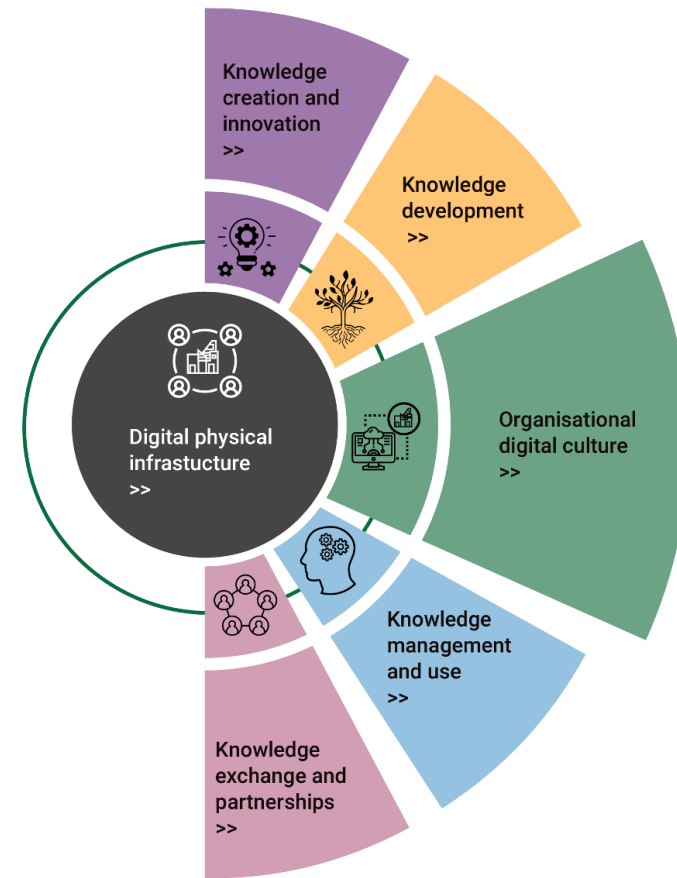 Knowledge
creation and
innovation
>>
Knowledge
development
>>
Organisational
digital culture
>>
Digital physical
infrastucture
>>
Knowledge
management
and use
>>
Knowledge
exchange and
partnerships
>>